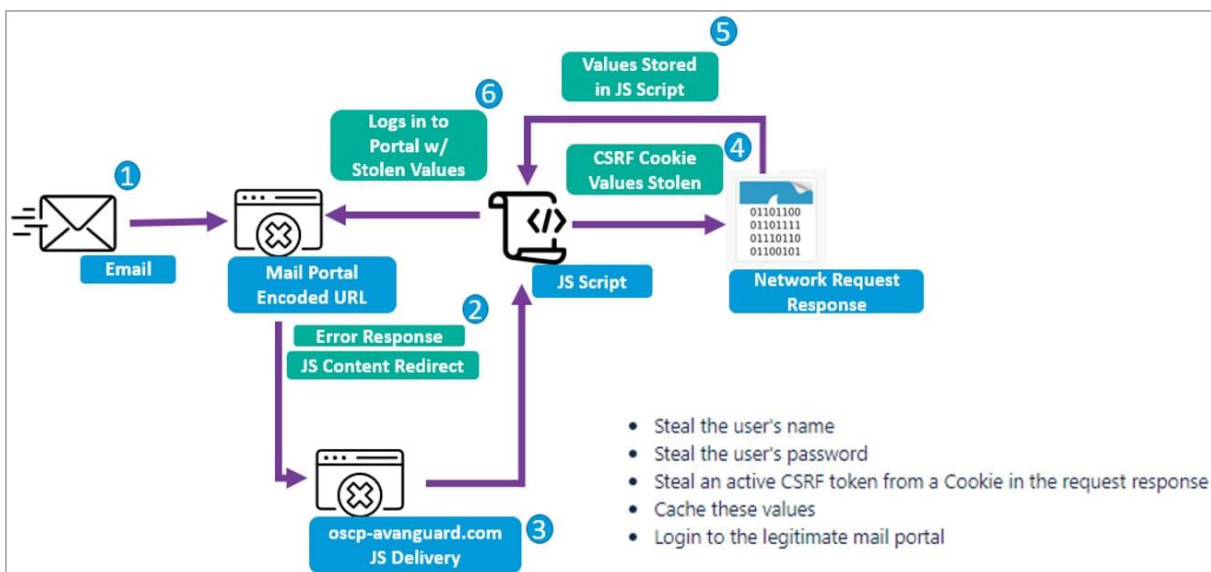 5
Values Stored
in JS Script
6
Logs in to
Portal w/
Stolen Values
CSRF Cookie
Values Stolen
4
1
Email
Mail Portal
Encoded URL
JS Script
01101100
01101111
01110110
01100101
Network Request
Response
2
Error Response
JS Content Redirect
oscp-avanguard.com
JS Delivery
3
• Steal the user's name
• Steal the user's password
• Steal an active CSRF token from a Cookie in the request response
• Cache these values
• Login to the legitimate mail portal